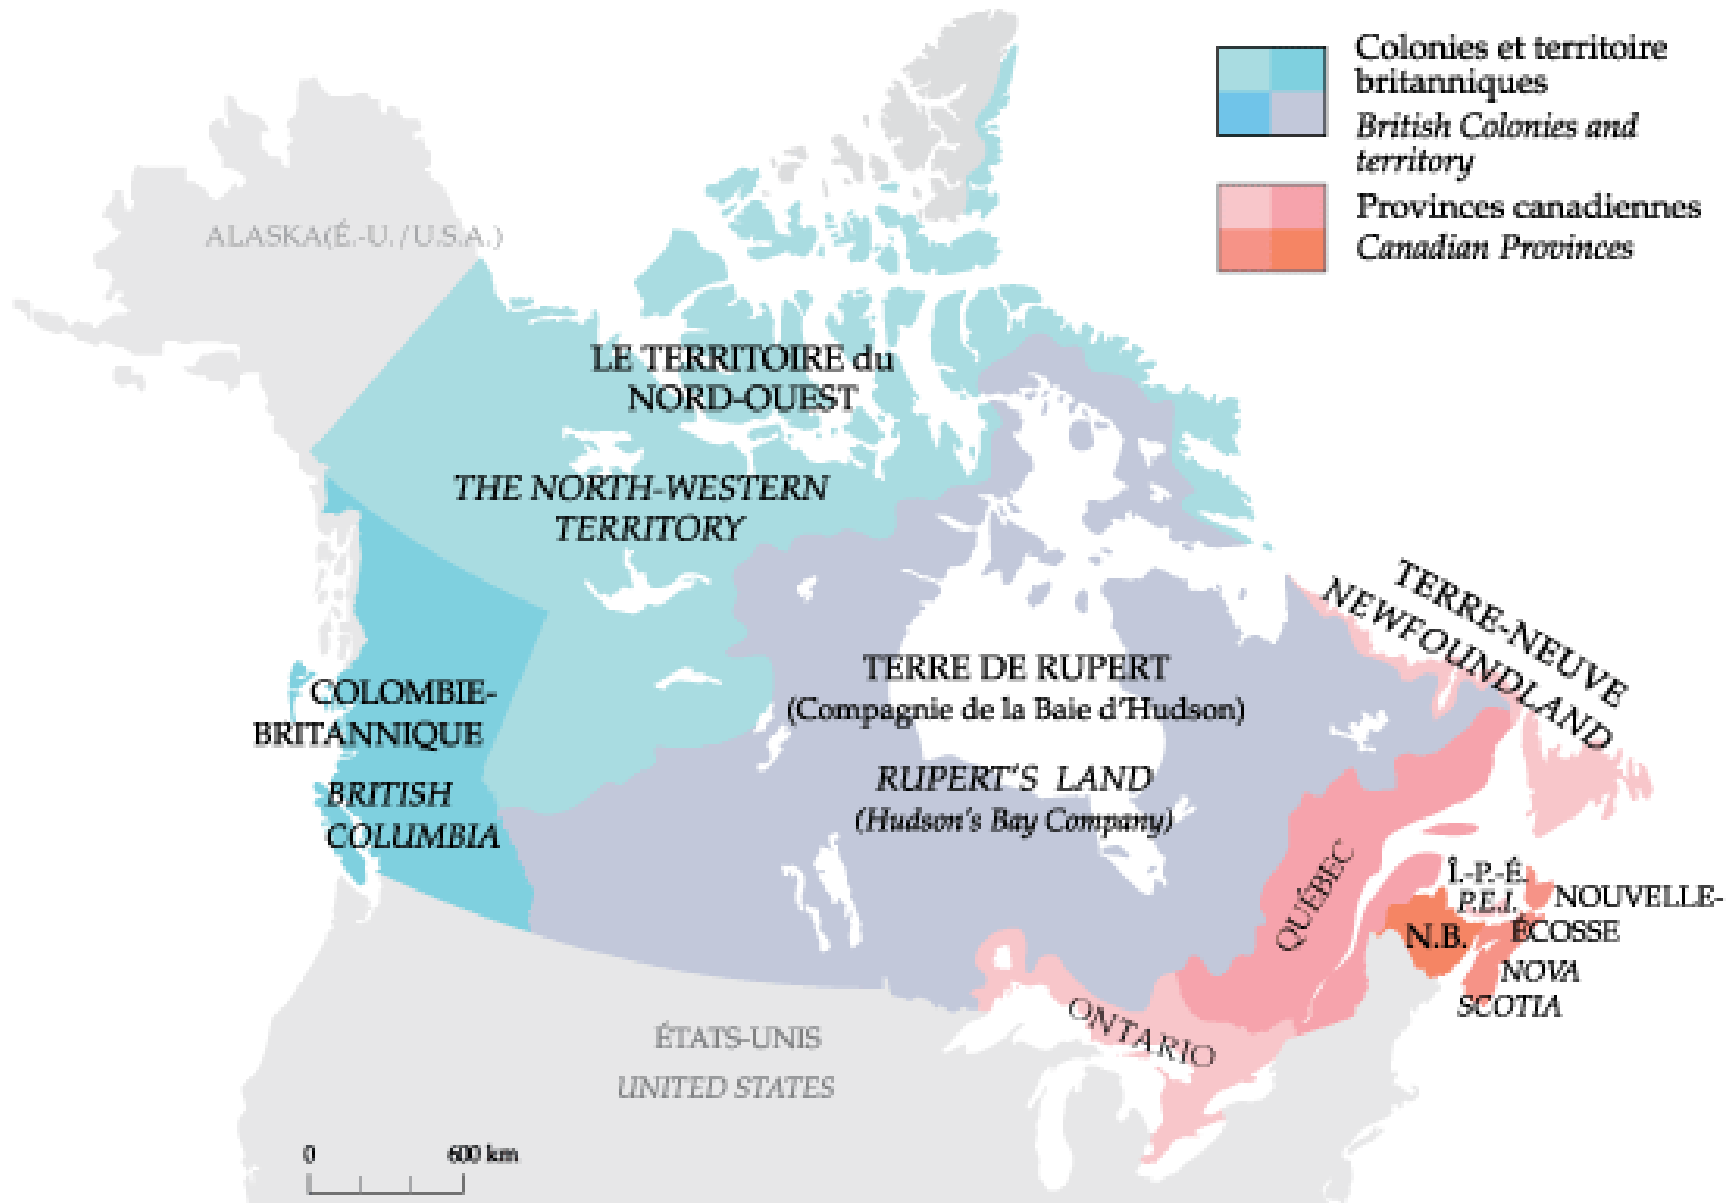 Colonies et territoire
britanniques
British Colonies and
territory
Provinces canadiennes
Canadian Provinces
ALASKA(É.-U./U.S.A.)
LE TERRITOIRE du
NORD-OUEST
THE NORTH-WESTERN
TERRITORY
TERRE-NEUVE
NEWFOUNDLAND
COLOMBIE-
BRITANNIQUE
BRITISH
COLUMBIA
TERRE DE RUPERT
(Compagnie de la Baie d'Hudson)
RUPERT'S LAND
(Hudson's Bay Company)
QUÉBEC
Î.-P.-É.
P.E.I.
N.B.
NOUVELLE-
ÉCOSSE
NOVA
SCOTIA
ONTARIO
ÉTATS-UNIS
UNITED STATES
0 600 km